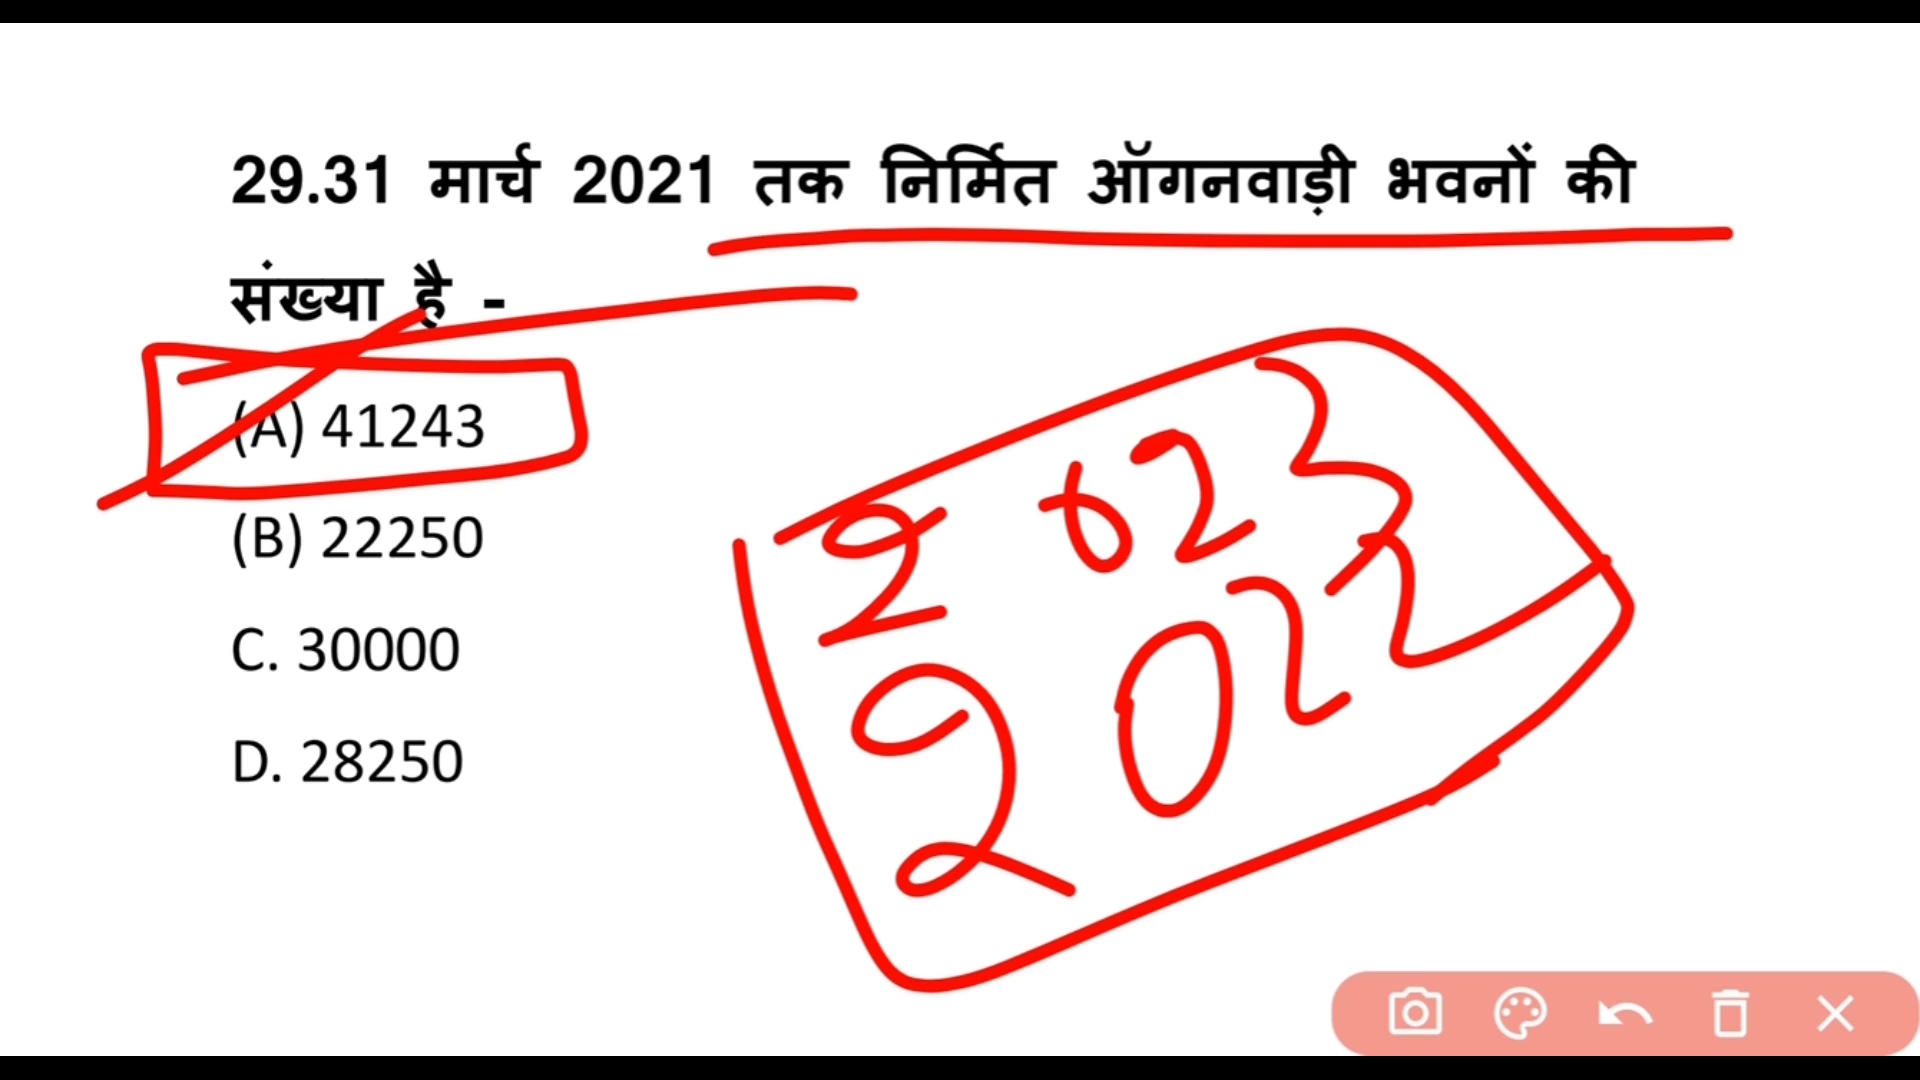 29.31 मार्च 2021 तक निर्मित ऑगनवाड़ी भवनों की
संख्या है -
(A) 41243
(B) 22250
C. 30000
D. 28250
2023
2022